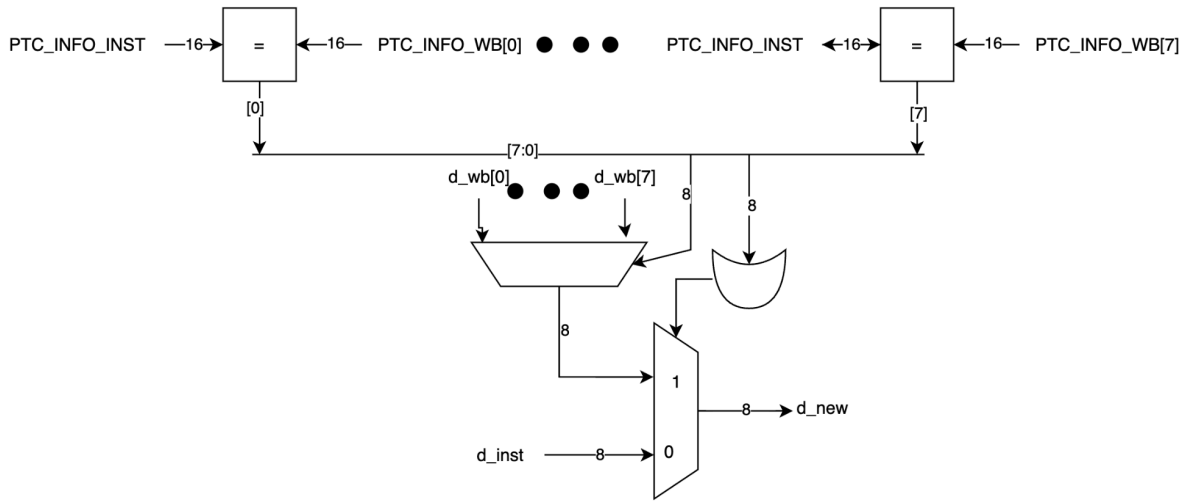 PTC_INFO_INST 16 = 16 PTC_INFO_WB[0] PTC_INFO_INST 16 = 16 PTC_INFO_WB[7]
[0] [7]
[7:0]
d_wb[0] d_wb[7]
8 8
8
1
8 d_new
d_inst 8 0